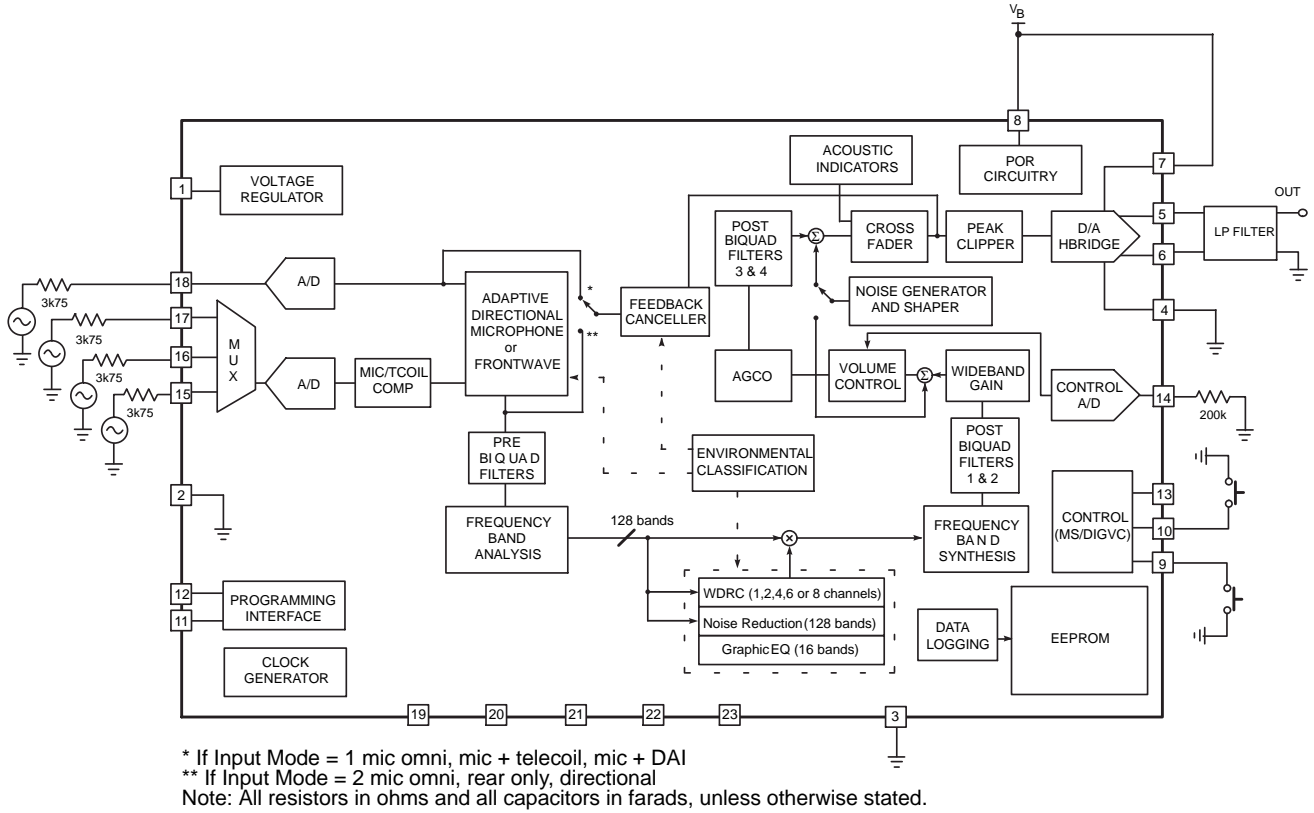 VB
8
ACOUSTIC
INDICATORS
POR
CIRCUITRY
7
1
VOLTAGE
REGULATOR
OUT
5
POST
BIQUAD
FILTERS
3 & 4
Σ
CROSS
FADER
PEAK
CLIPPER
D/A
HBRIDGE
LP FILTER
6
18
A/D
3k75
ADAPTIVE
DIRECTIONAL
MICROPHONE
or
FRONTWAVE
*
**
FEEDBACK
CANCELLER
NOISE GENERATOR
AND SHAPER
4
17
3k75
16
3k75
15
3k75
M
U
X
A/D
MIC/TCOIL
COMP
AGCO
VOLUME
CONTROL
Σ
WIDEBAND
GAIN
CONTROL
A/D
14
200k
PRE
BIQUAD
FILTERS
ENVIRONMENTAL
CLASSIFICATION
POST
BIQUAD
FILTERS
1 & 2
2
13
CONTROL
(MS/DIGVC)
10
9
FREQUENCY
BAND
ANALYSIS
128 bands
×
FREQUENCY
BAND
SYNTHESIS
12
11
PROGRAMMING
INTERFACE
WDRC (1,2,4,6 or 8 channels)
Noise Reduction (128 bands)
Graphic EQ (16 bands)
DATA
LOGGING
EEPROM
CLOCK
GENERATOR
19
20
21
22
23
3
* If Input Mode = 1 mic omni, mic + telecoil, mic + DAI
** If Input Mode = 2 mic omni, rear only, directional
Note: All resistors in ohms and all capacitors in farads, unless otherwise stated.